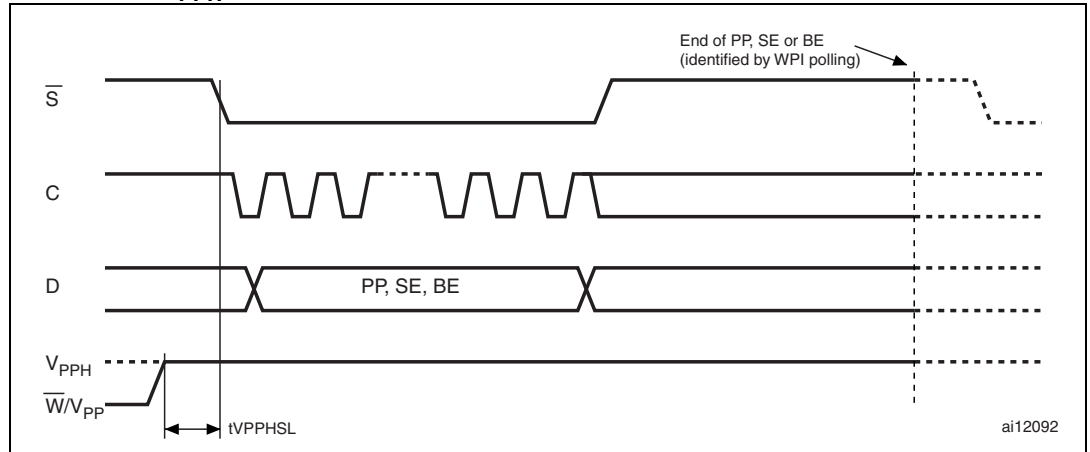 End of PP, SE or BE
(identified by WPI polling)
S̅
C
D
PP, SE, BE
VPPH
W̅/VPP
tVPPHSL
ai12092